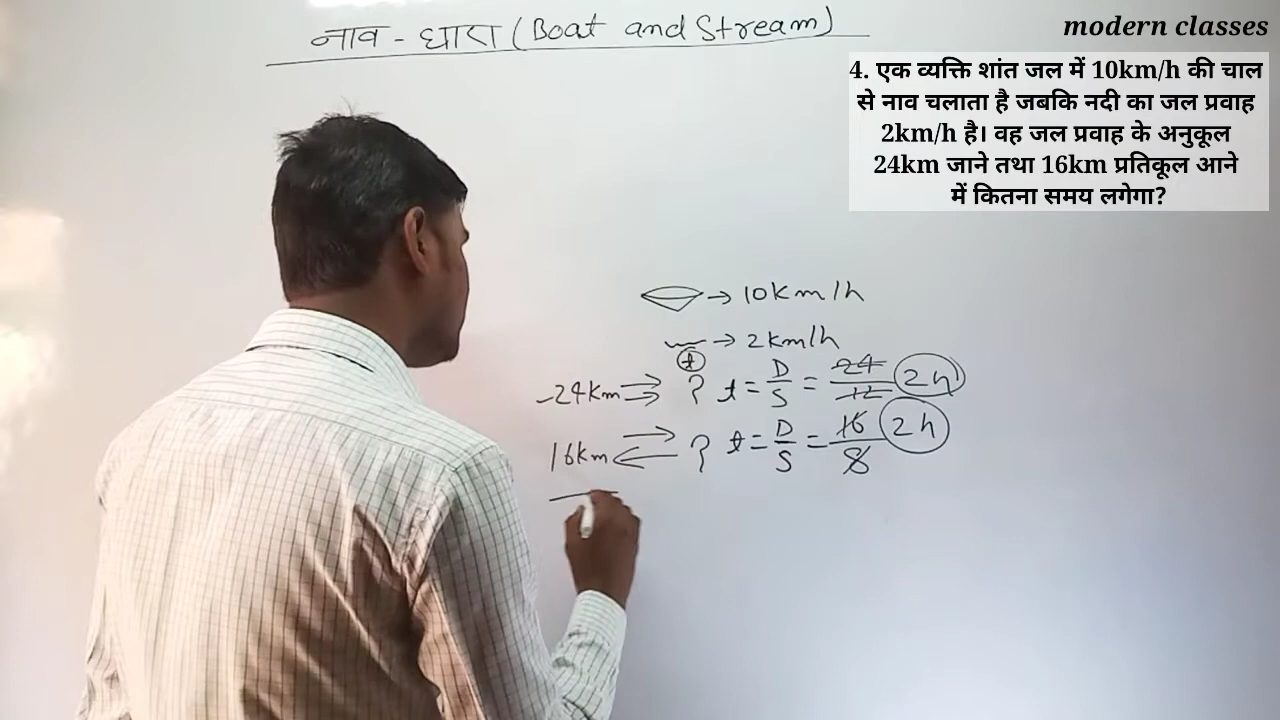 नाव - धारा (Boat and Stream)
modern classes
4. एक व्यक्ति शांत जल में 10km/h की चाल
से नाव चलाता है जबकि नदी का जल प्रवाह
2km/h है। वह जल प्रवाह के अनुकूल
24km जाने तथा 16km प्रतिकूल आने
में कितना समय लगेगा?
→ 10km/h
→ 2km/h
t
24km ? t = D/S = 24/12 2h
16km ? t = D/S = 16/8 2h